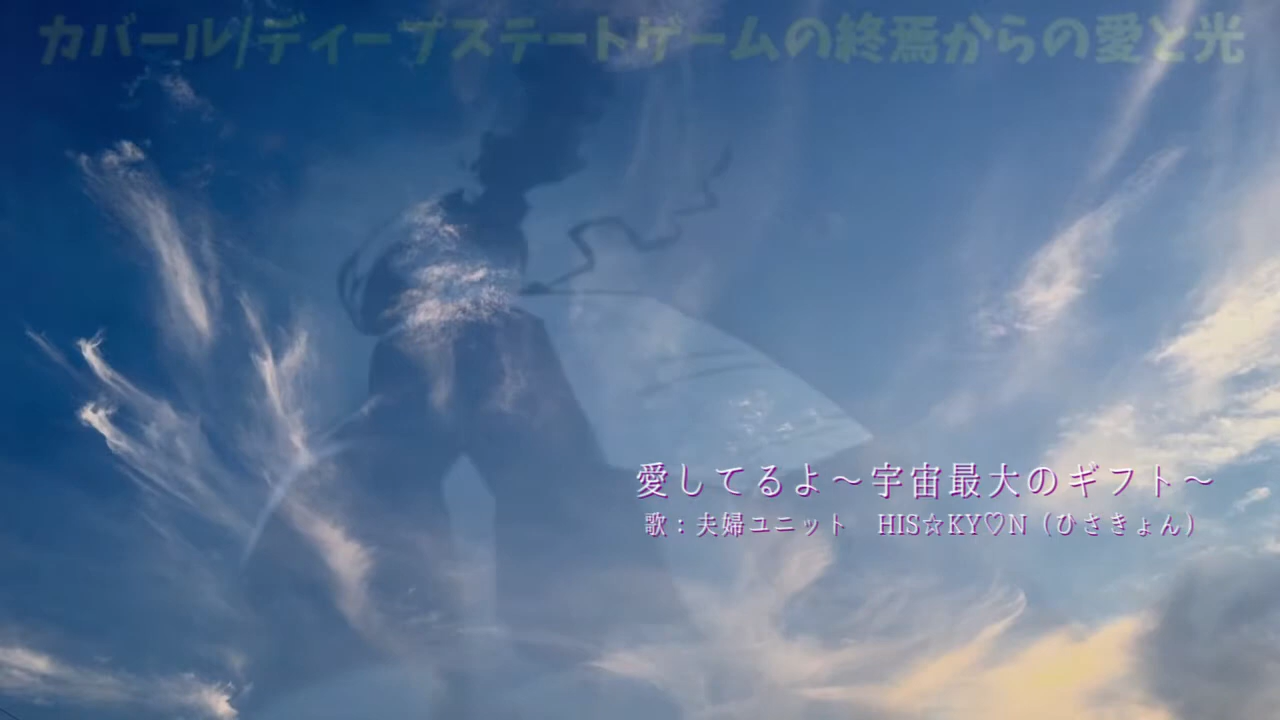 カバール/ディープステートゲームの終焉からの愛と光
愛してるよ～宇宙最大のギフト～
歌：夫婦ユニット　HIS☆KY♡N（ひさきょん）